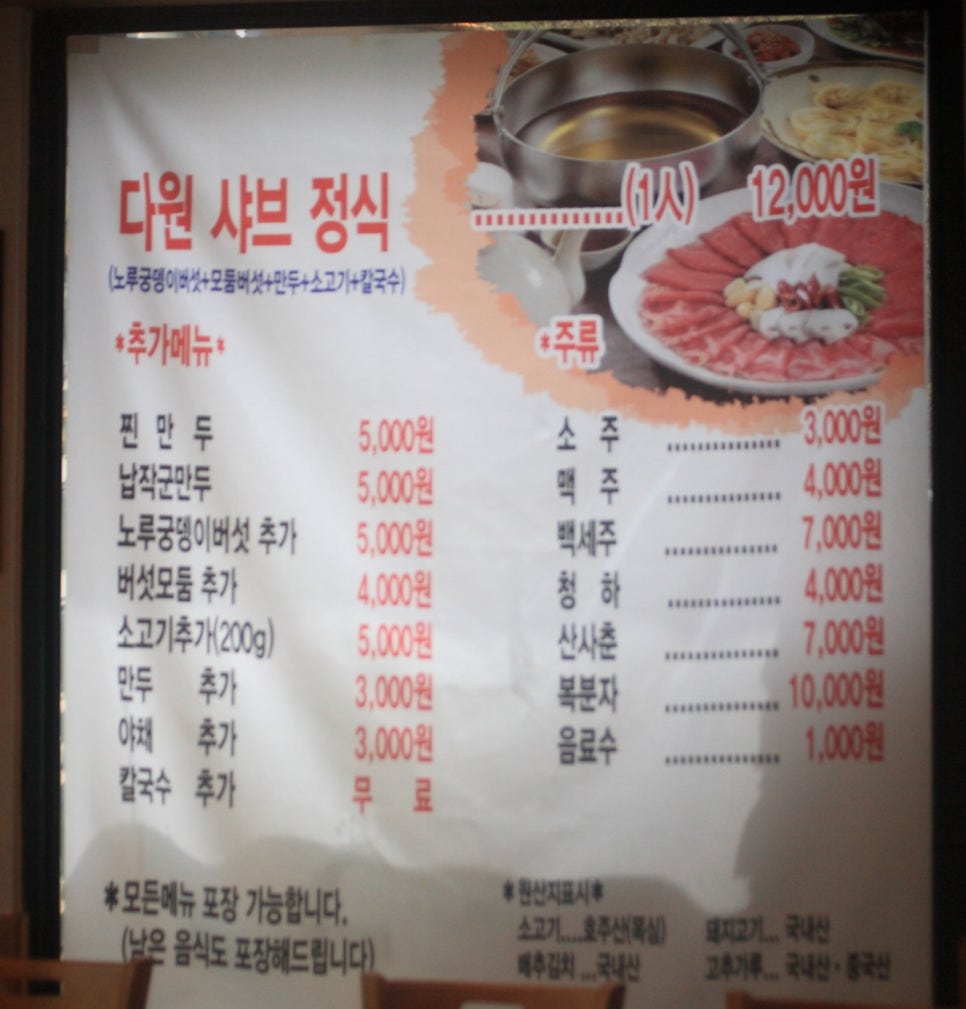 다원 샤브 정식 ................(1人) 12,000원
(노루궁뎅이버섯+모둠버섯+만두+소고기+칼국수)
*추가메뉴*
찐 만 두 5,000원
납작군만두 5,000원
노루궁뎅이버섯 추가 5,000원
버섯모둠 추가 4,000원
소고기추가(200g) 5,000원
만두 추가 3,000원
야채 추가 3,000원
칼국수 추가 무 료
*주류
소 주 ............... 3,000원
맥 주 ............... 4,000원
백세주 ............... 7,000원
청 하 ............... 4,000원
산사춘 ............... 7,000원
복분자 ............... 10,000원
음료수 ............... 1,000원
*모든메뉴 포장 가능합니다.
(남은 음식도 포장해드립니다)
*원산지표시*
소고기.....호주산(목심) 돼지고기... 국내산
배추김치 ...국내산 고추가루... 국내산·중국산